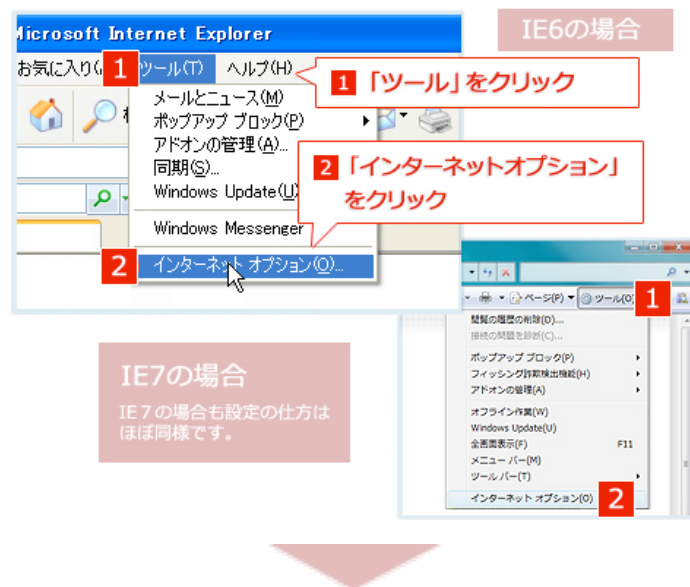 Microsoft Internet Explorer
IE6の場合
お気に入り(
1
ツール(T)
ヘルプ(H)
1 「ツール」をクリック
メールとニュース(M)
ポップアップ ブロック(P)
アドオンの管理(A)...
同期(S)...
Windows Update(U)
2 「インターネットオプション」
をクリック
Windows Messenger
2
インターネット オプション(O)...
ページ(P)
ツール(O)
1
閲覧の履歴の削除(D)...
接続の問題を診断(C)...
ポップアップ ブロック(P)
フィッシング詐欺検出機能(H)
アドオンの管理(A)
オフライン作業(W)
Windows Update(U)
全画面表示(F) F11
メニュー バー(M)
ツール バー(T)
インターネット オプション(O)
2
IE7の場合
IE７の場合も設定の仕方は
ほぼ同様です。